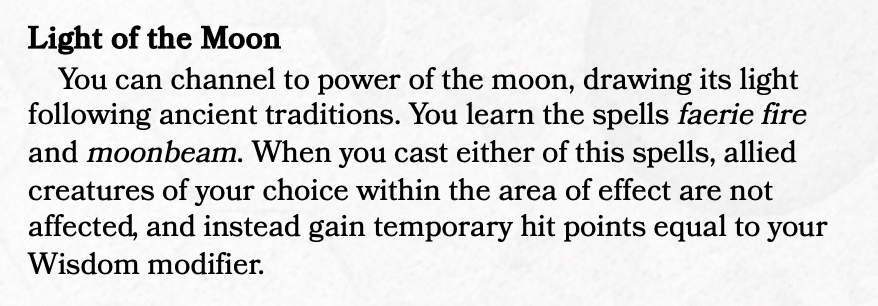 Light of the Moon
You can channel to power of the moon, drawing its light
following ancient traditions. You learn the spells faerie fire
and moonbeam. When you cast either of this spells, allied
creatures of your choice within the area of effect are not
affected, and instead gain temporary hit points equal to your
Wisdom modifier.